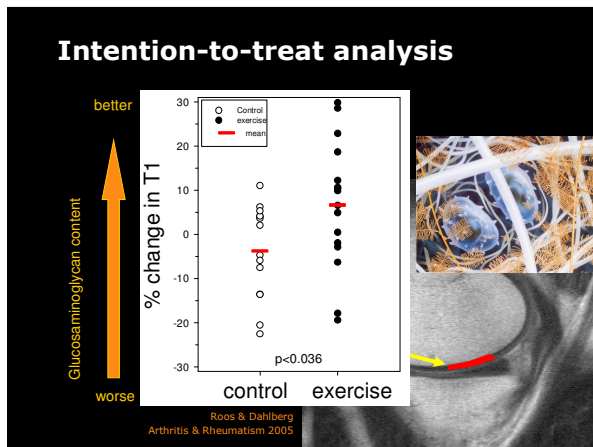 Intention-to-treat analysis
better
Glucosaminoglycan content
worse
% change in T1
30
20
10
0
-10
-20
-30
Control
exercise
mean
p<0.036
control exercise
Roos & Dahlberg
Arthritis & Rheumatism 2005